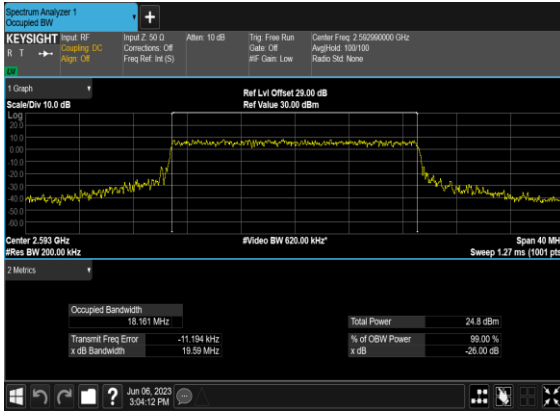 Spectrum Analyzer 1
Occupied BW
+
KEYSIGHT
R T
Input: RF
Coupling: DC
Align: Off
Input Z: 50 Ω
Corrections: Off
Freq Ref: Int (S)
Atten: 10 dB
Trig: Free Run
Gate: Off
#IF Gain: Low
Center Freq: 2.592990000 GHz
Avg|Hold: 100/100
Radio Std: None
1 Graph
Scale/Div 10.0 dB
Ref Lvl Offset 29.00 dB
Ref Value 30.00 dBm
Log
20.0
10.0
0.00
-10.0
-20.0
-30.0
-40.0
-50.0
-60.0
Center 2.593 GHz
#Res BW 200.00 kHz
#Video BW 620.00 kHz*
Span 40 MH
Sweep 1.27 ms (1001 pts
2 Metrics
Occupied Bandwidth
18.161 MHz
Total Power 24.8 dBm
Transmit Freq Error -11.194 kHz
% of OBW Power 99.00 %
x dB Bandwidth 19.59 MHz
x dB -26.00 dB
?
Jun 06, 2023
3:04:12 PM